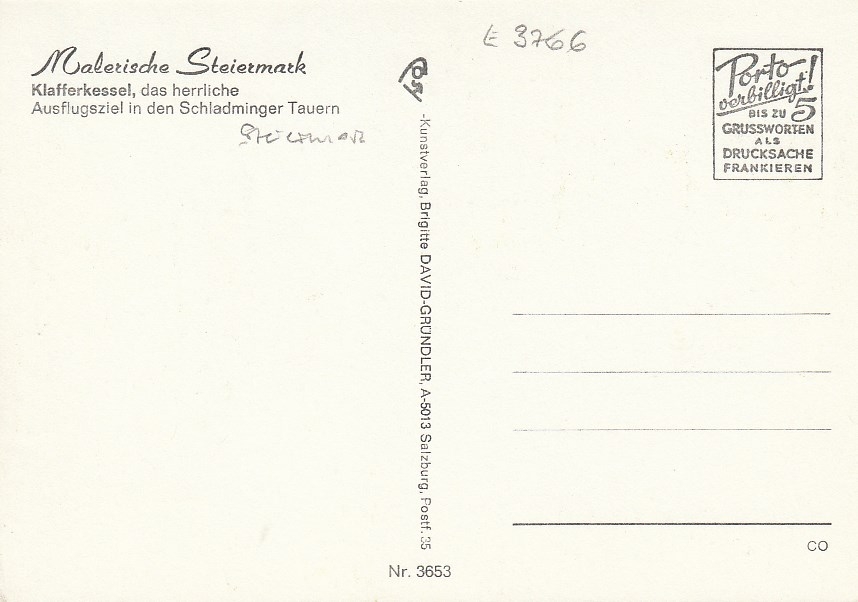 Malerische Steiermark
Klafferkessel, das herrliche
Ausflugsziel in den Schladminger Tauern
Steiermark
-Kunstverlag, Brigitte DAVID-GRÜNDLER, A-5013 Salzburg, Postf. 35
Nr. 3653
E 3766
Porto
verbilligt!
BIS ZU 5
GRUSSWORTEN
ALS
DRUCKSACHE
FRANKIEREN
CO